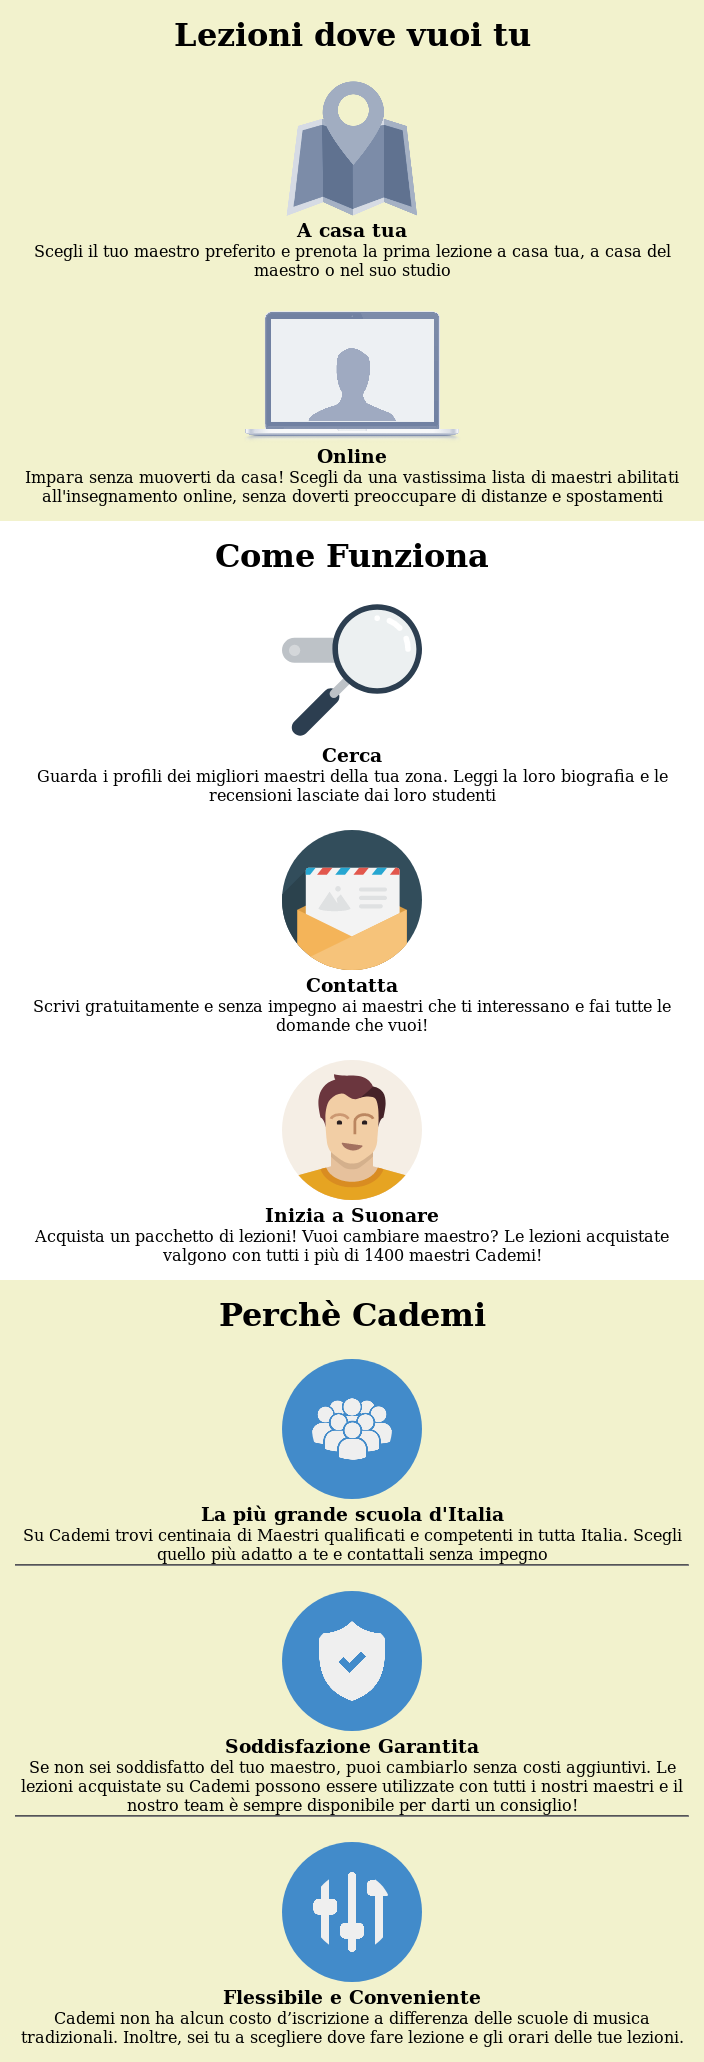 Lezioni dove vuoi tu
A casa tua
Scegli il tuo maestro preferito e prenota la prima lezione a casa tua, a casa del
maestro o nel suo studio
Online
Impara senza muoverti da casa! Scegli da una vastissima lista di maestri abilitati
all'insegnamento online, senza doverti preoccupare di distanze e spostamenti
Come Funziona
Cerca
Guarda i profili dei migliori maestri della tua zona. Leggi la loro biografia e le
recensioni lasciate dai loro studenti
Contatta
Scrivi gratuitamente e senza impegno ai maestri che ti interessano e fai tutte le
domande che vuoi!
Inizia a Suonare
Acquista un pacchetto di lezioni! Vuoi cambiare maestro? Le lezioni acquistate
valgono con tutti i più di 1400 maestri Cademi!
Perchè Cademi
La più grande scuola d'Italia
Su Cademi trovi centinaia di Maestri qualificati e competenti in tutta Italia. Scegli
quello più adatto a te e contattali senza impegno
Soddisfazione Garantita
Se non sei soddisfatto del tuo maestro, puoi cambiarlo senza costi aggiuntivi. Le
lezioni acquistate su Cademi possono essere utilizzate con tutti i nostri maestri e il
nostro team è sempre disponibile per darti un consiglio!
Flessibile e Conveniente
Cademi non ha alcun costo d’iscrizione a differenza delle scuole di musica
tradizionali. Inoltre, sei tu a scegliere dove fare lezione e gli orari delle tue lezioni.